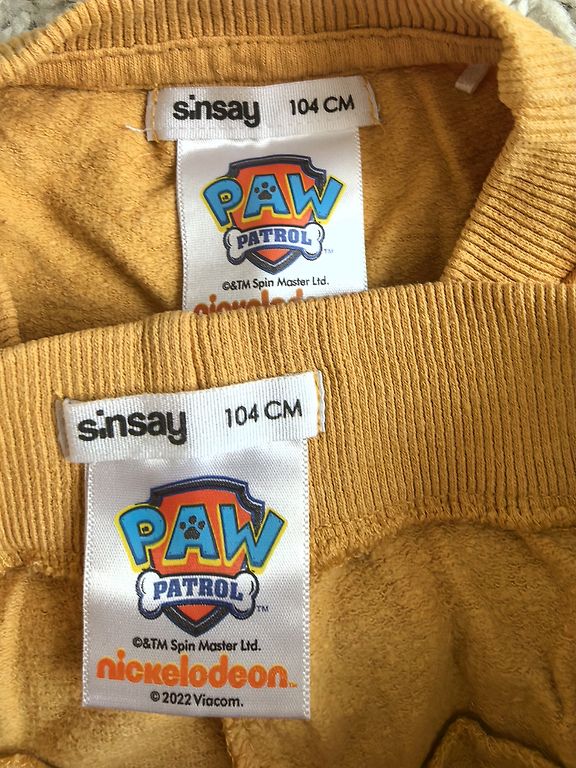 sinsay 104 CM
PAW
PATROL
TM
©&TM Spin Master Ltd.
nickelodeon
sinsay 104 CM
PAW
PATROL
TM
©&TM Spin Master Ltd.
nickelodeon
© 2022 Viacom.